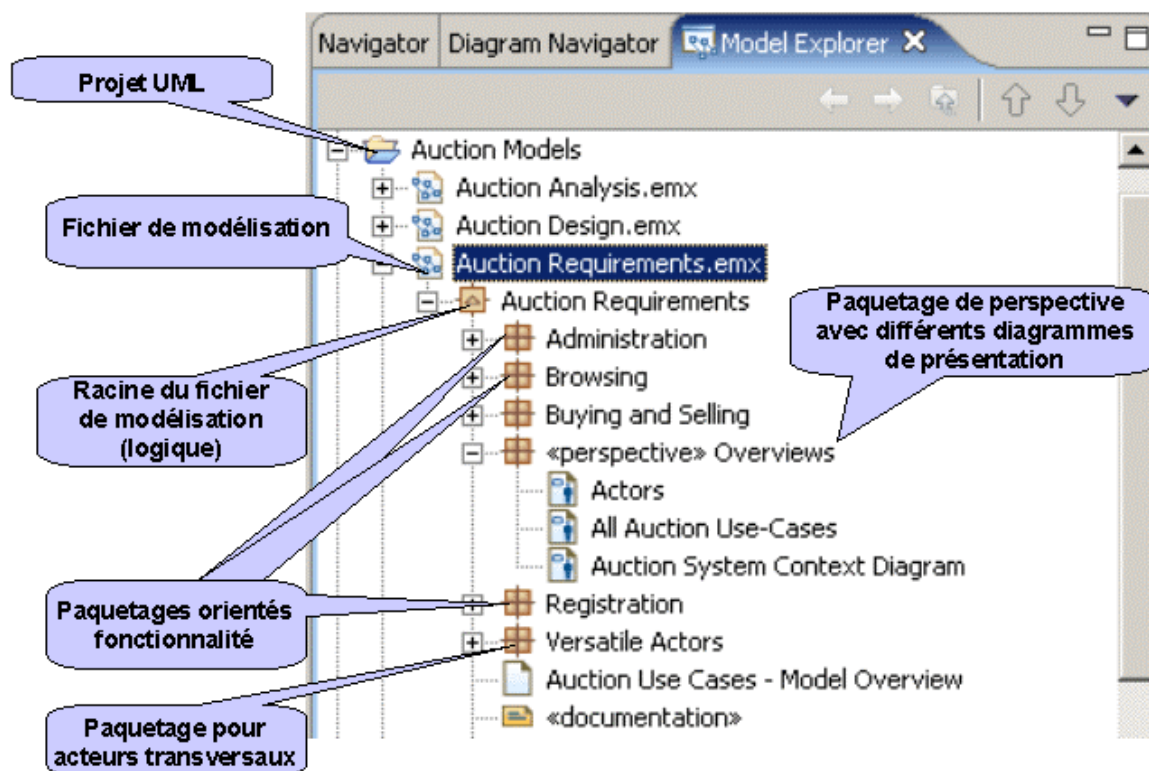 Navigator
Diagram Navigator
Model Explorer
Projet UML
Auction Models
Auction Analysis.emx
Fichier de modélisation
Auction Design.emx
Auction Requirements.emx
Auction Requirements
Paquetage de perspective
avec différents diagrammes
de présentation
Administration
Browsing
Racine du fichier
de modélisation
(logique)
Buying and Selling
«perspective» Overviews
Actors
All Auction Use-Cases
Auction System Context Diagram
Paquetages orientés
fonctionnalité
Registration
Versatile Actors
Auction Use Cases - Model Overview
Paquetage pour
acteurs transversaux
«documentation»